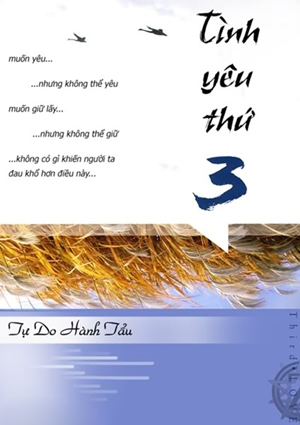 Tình
yêu
thứ
3
muốn yêu...
...nhưng không thể yêu
muốn giữ lấy...
...nhưng không thể giữ
...không có gì khiến người ta
đau khổ hơn điều này...
Tự Do Hành Tẩu